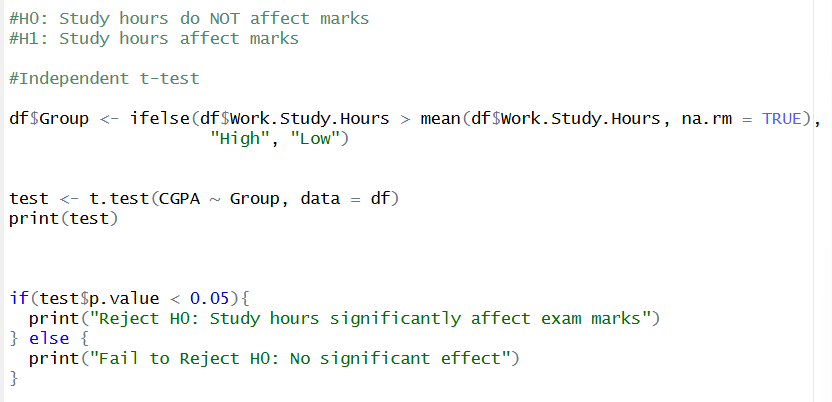 #H0: Study hours do NOT affect marks
#H1: Study hours affect marks
#Independent t-test
df$Group <- ifelse(df$Work.Study.Hours > mean(df$Work.Study.Hours, na.rm = TRUE),
"High", "Low")
test <- t.test(CGPA ~ Group, data = df)
print(test)
if(test$p.value < 0.05){
print("Reject H0: Study hours significantly affect exam marks")
} else {
print("Fail to Reject H0: No significant effect")
}